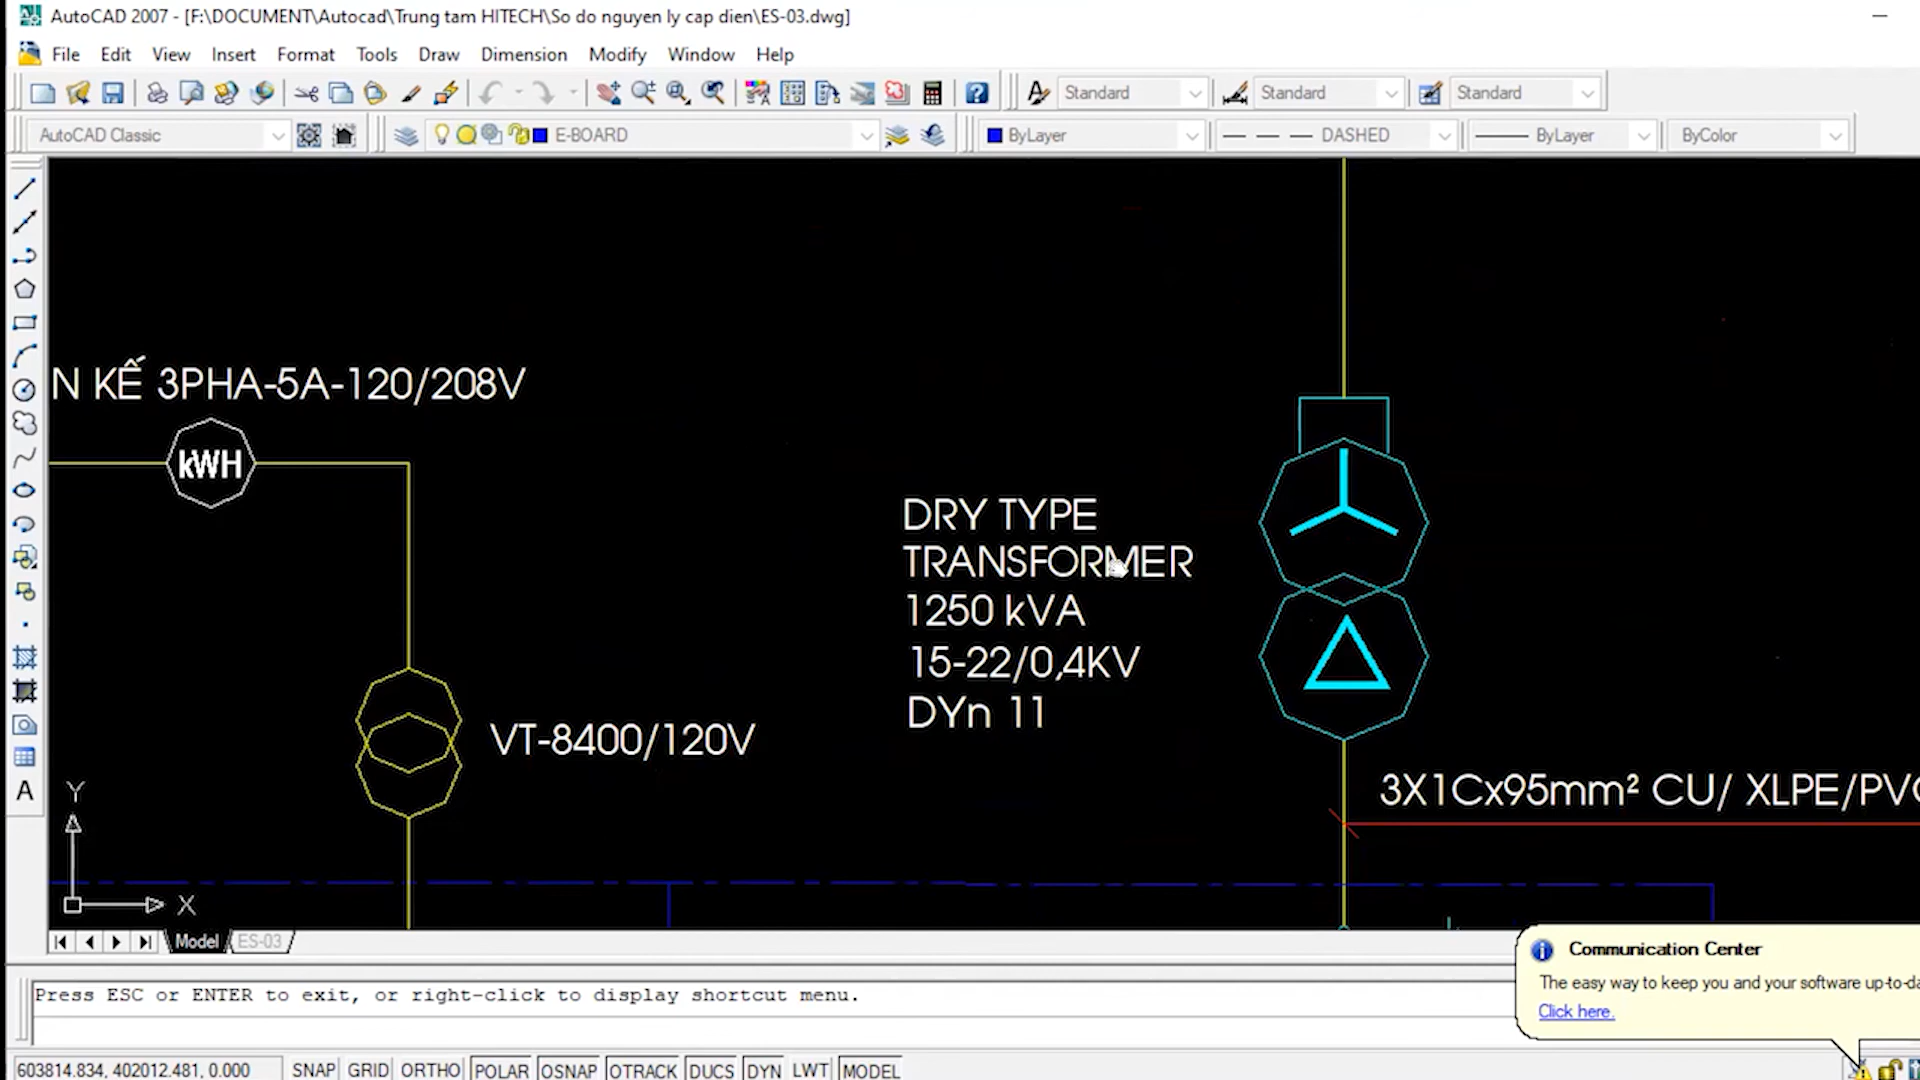 AutoCAD 2007 - [F:\DOCUMENT\Autocad\Trung tam HITECH\So do nguyen ly cap dien\ES-03.dwg]
File Edit View Insert Format Tools Draw Dimension Modify Window Help
Standard Standard Standard
AutoCAD Classic E-BOARD ByLayer DASHED ByLayer ByColor
N KẾ 3PHA-5A-120/208V
kWH
DRY TYPE
TRANSFORMER
1250 kVA
15-22/0,4KV
DYn 11
VT-8400/120V
3X1Cx95mm² CU/ XLPE/PVC
A
Y
X
Model ES-03
Communication Center
The easy way to keep you and your software up-to-da
Click here.
Press ESC or ENTER to exit, or right-click to display shortcut menu.
603814.834, 402012.481, 0.000 SNAP GRID ORTHO POLAR OSNAP OTRACK DUCS DYN LWT MODEL